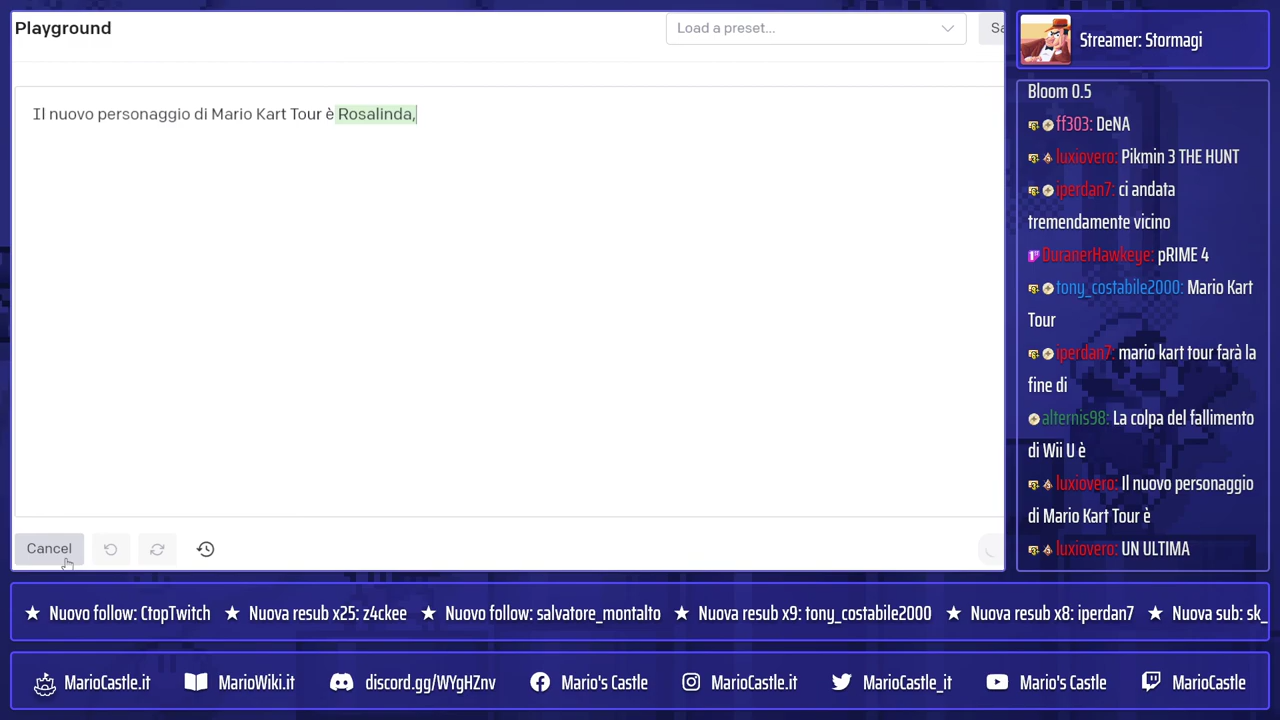 Playground
Load a preset...
Sa
Il nuovo personaggio di Mario Kart Tour è Rosalinda,
Cancel
Streamer: Stormagi
Bloom 0.5
ff303: DeNA
luxiovero: Pikmin 3 THE HUNT
iperdan7: ci andata
tremendamente vicino
DuranerHawkeye: pRIME 4
tony_costabile2000: Mario Kart
Tour
iperdan7: mario kart tour farà la
fine di
alternis98: La colpa del fallimento
di Wii U è
luxiovero: Il nuovo personaggio
di Mario Kart Tour è
luxiovero: UN ULTIMA
★ Nuovo follow: CtopTwitch ★ Nuova resub x25: z4ckee ★ Nuovo follow: salvatore_montalto ★ Nuova resub x9: tony_costabile2000 ★ Nuova resub x8: iperdan7 ★ Nuova sub: sk_
MarioCastle.it MarioWiki.it discord.gg/WYgHZnv Mario's Castle MarioCastle.it MarioCastle_it Mario's Castle MarioCastle